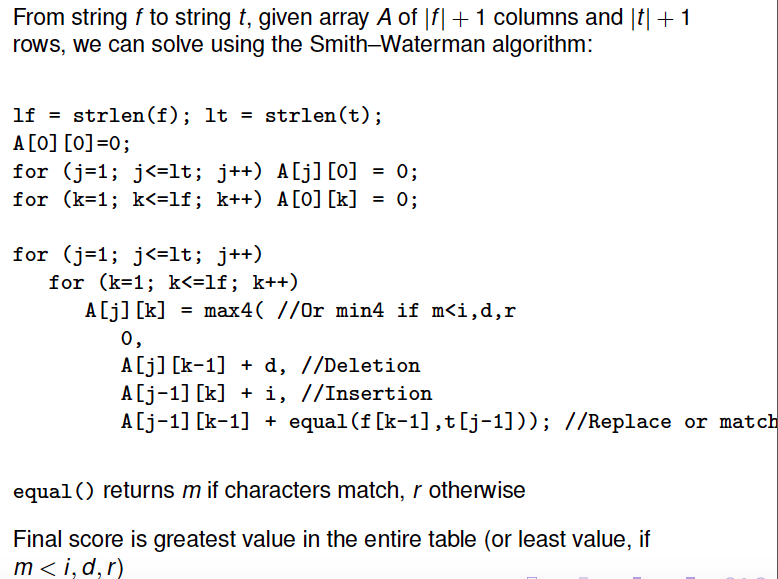 From string f to string t, given array A of |f| + 1 columns and |t| + 1
rows, we can solve using the Smith–Waterman algorithm:
lf = strlen(f); lt = strlen(t);
A[0][0]=0;
for (j=1; j<=lt; j++) A[j][0] = 0;
for (k=1; k<=lf; k++) A[0][k] = 0;
for (j=1; j<=lt; j++)
for (k=1; k<=lf; k++)
A[j][k] = max4( //Or min4 if m<i,d,r
0,
A[j][k-1] + d, //Deletion
A[j-1][k] + i, //Insertion
A[j-1][k-1] + equal(f[k-1],t[j-1])); //Replace or match
equal() returns m if characters match, r otherwise
Final score is greatest value in the entire table (or least value, if
m < i, d, r)